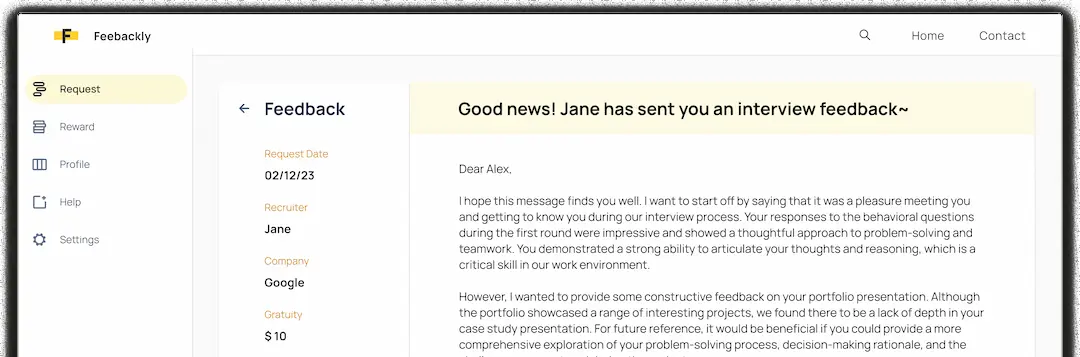 F Feebackly
Home
Contact
Request
Reward
Profile
Help
Settings
Feedback
Request Date
02/12/23
Recruiter
Jane
Company
Google
Gratuity
$ 10
Good news! Jane has sent you an interview feedback~
Dear Alex,
I hope this message finds you well. I want to start off by saying that it was a pleasure meeting you
and getting to know you during our interview process. Your responses to the behavioral questions
during the first round were impressive and showed a thoughtful approach to problem-solving and
teamwork. You demonstrated a strong ability to articulate your thoughts and reasoning, which is a
critical skill in our work environment.
However, I wanted to provide some constructive feedback on your portfolio presentation. Although
the portfolio showcased a range of interesting projects, we found there to be a lack of depth in your
case study presentation. For future reference, it would be beneficial if you could provide a more
comprehensive exploration of your problem-solving process, decision-making rationale, and the